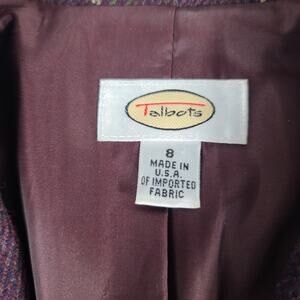 Talbots
8
MADE IN
U.S.A.
OF IMPORTED
FABRIC